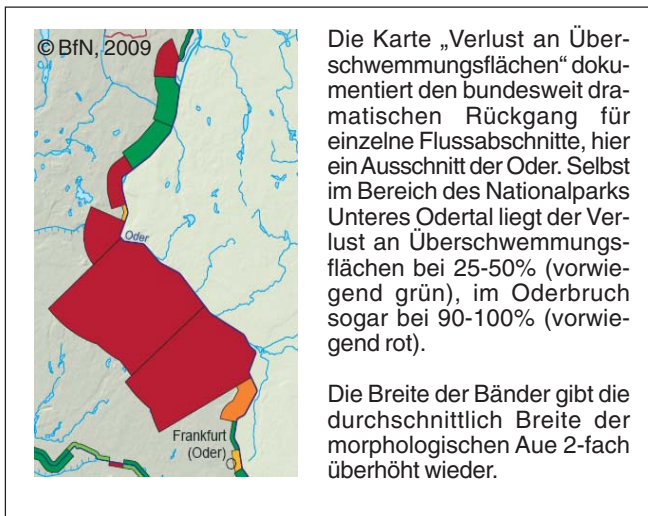 © BfN, 2009
Oder
Frankfurt
(Oder)
Die Karte „Verlust an Über-
schwemmungsflächen“ doku-
mentiert den bundesweit dra-
matischen Rückgang für
einzelne Flussabschnitte, hier
ein Ausschnitt der Oder. Selbst
im Bereich des Nationalparks
Unteres Odertal liegt der Ver-
lust an Überschwemmungs-
flächen bei 25-50% (vorwie-
gend grün), im Oderbruch
sogar bei 90-100% (vorwie-
gend rot).
Die Breite der Bänder gibt die
durchschnittlich Breite der
morphologischen Aue 2-fach
überhöht wieder.